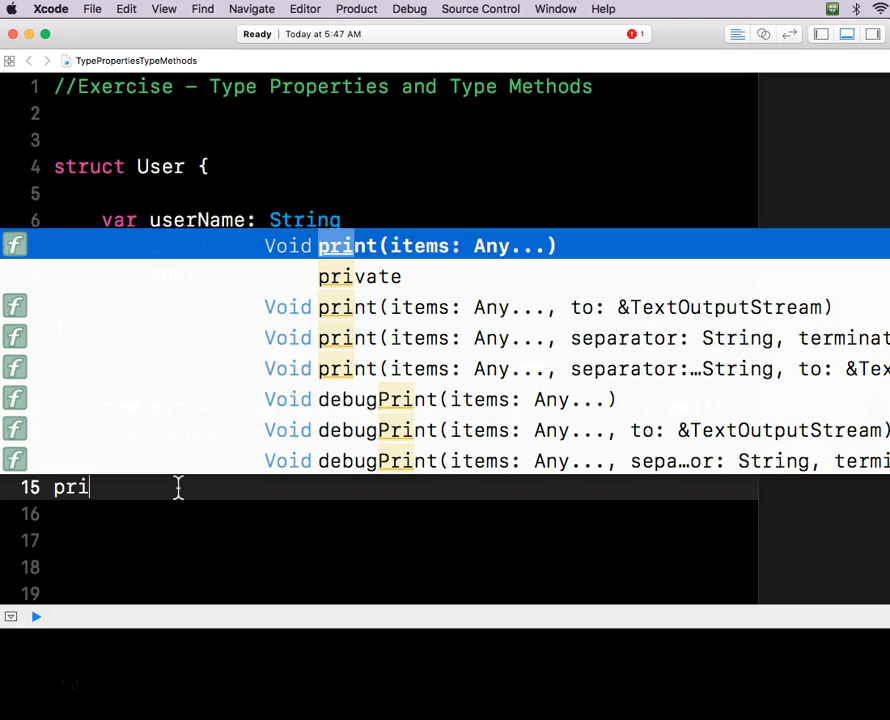 Xcode File Edit View Find Navigate Editor Product Debug Source Control Window Help
Ready | Today at 5:47 AM 1
TypePropertiesTypeMethods
1 //Exercise — Type Properties and Type Methods
2
3
4 struct User {
5
6 var userName: String
Void print(items: Any...)
private
Void print(items: Any..., to: &TextOutputStream)
Void print(items: Any..., separator: String, terminat
Void print(items: Any..., separator:…String, to: &Tex
Void debugPrint(items: Any...)
Void debugPrint(items: Any..., to: &TextOutputStream)
Void debugPrint(items: Any..., sepa…or: String, termi
15 pri
16
17
18
19